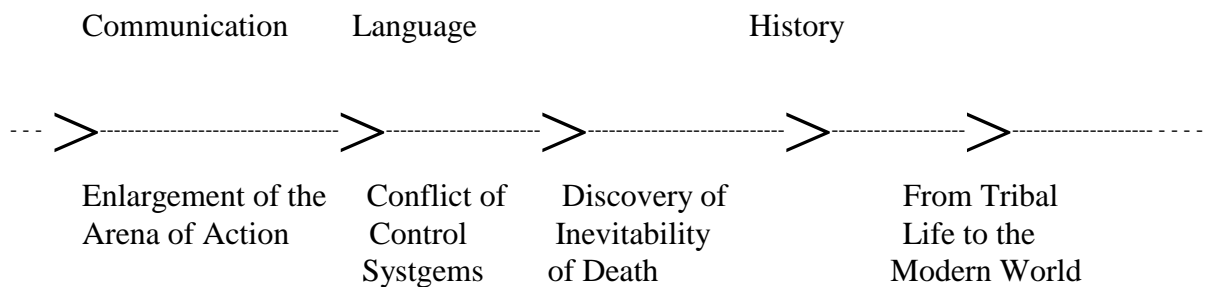 Communication Language History
Enlargement of the Conflict of Discovery of From Tribal
Arena of Action Control Inevitability Life to the
Systgems of Death Modern World